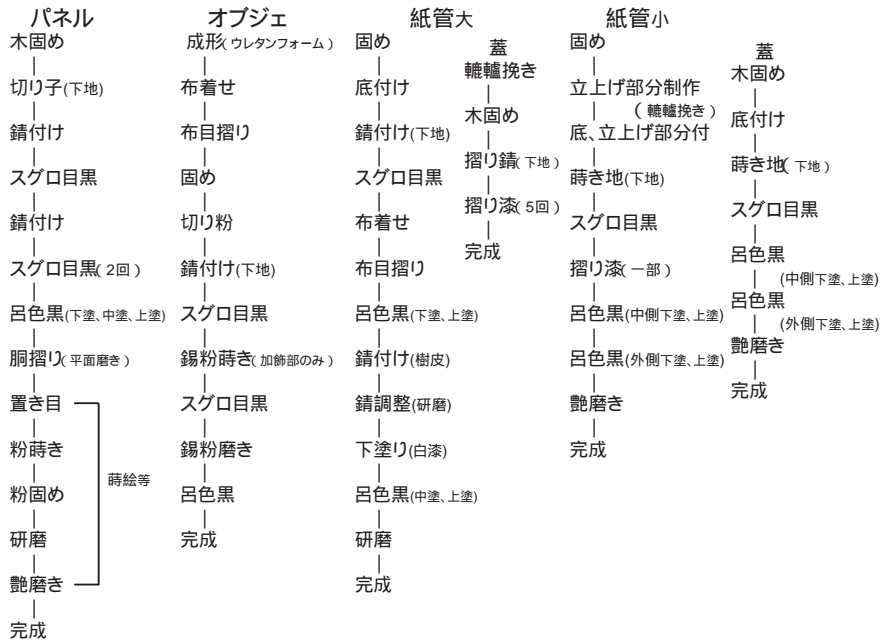 パネル
木固め
切り子(下地)
錆付け
スグロ目黒
錆付け
スグロ目黒(2回)
呂色黒(下塗、中塗、上塗)
胴摺り(平面磨き)
置き目
粉蒔き
粉固め
研磨
艶磨き
蒔絵等
完成
オブジェ
成形(ウレタンフォーム)
布着せ
布目摺り
固め
切り粉
錆付け(下地)
スグロ目黒
錫粉蒔き(加飾部のみ)
スグロ目黒
錫粉磨き
呂色黒
完成
紙管大
固め
底付け
錆付け(下地)
スグロ目黒
布着せ
布目摺り
呂色黒(下塗、上塗)
錆付け(樹皮)
錆調整(研磨)
下塗り(白漆)
呂色黒(中塗、上塗)
研磨
完成
蓋
轆轤挽き
木固め
摺り錆(下地)
摺り漆(5回)
完成
紙管小
固め
立上げ部分制作
(轆轤挽き)
底、立上げ部分付
蒔き地(下地)
スグロ目黒
摺り漆(一部)
呂色黒(中側下塗、上塗)
呂色黒(外側下塗、上塗)
艶磨き
完成
蓋
木固め
底付け
蒔き地(下地)
スグロ目黒
呂色黒
(中側下塗、上塗)
呂色黒
(外側下塗、上塗)
艶磨き
完成